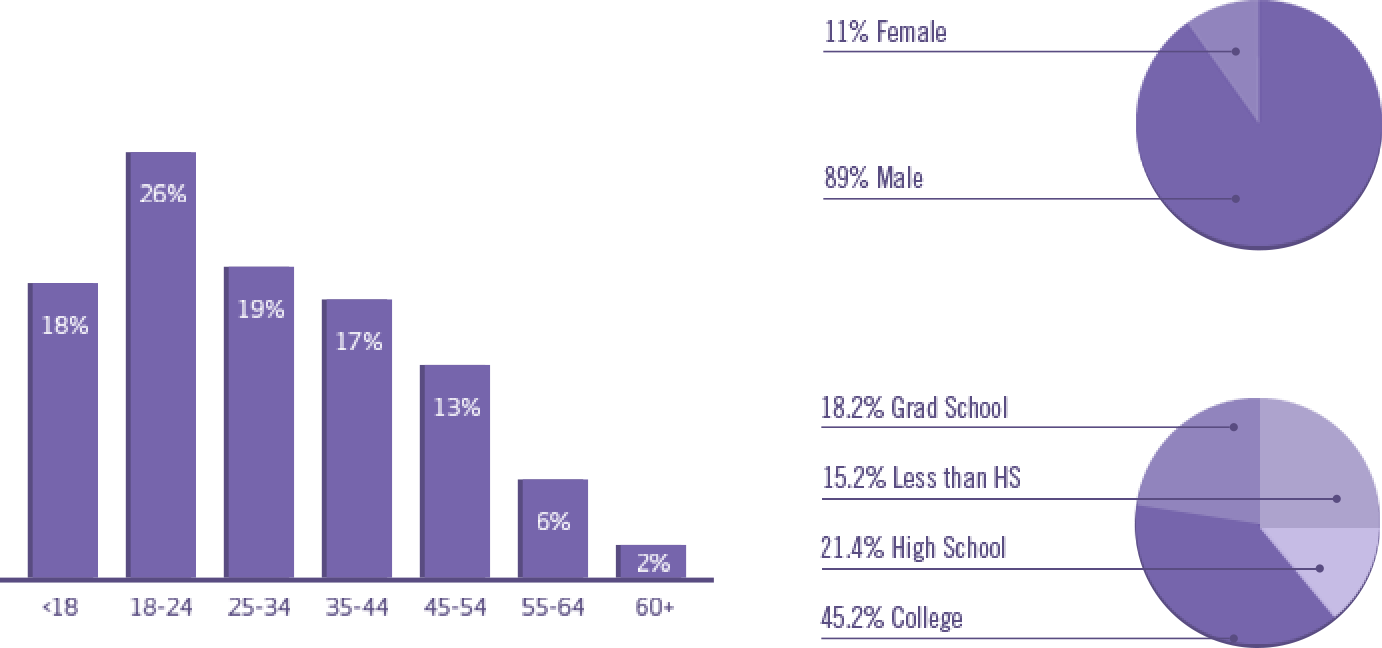 18%
26%
19%
17%
13%
6%
2%
<18
18-24
25-34
35-44
45-54
55-64
60+
11% Female
89% Male
18.2% Grad School
15.2% Less than HS
21.4% High School
45.2% College